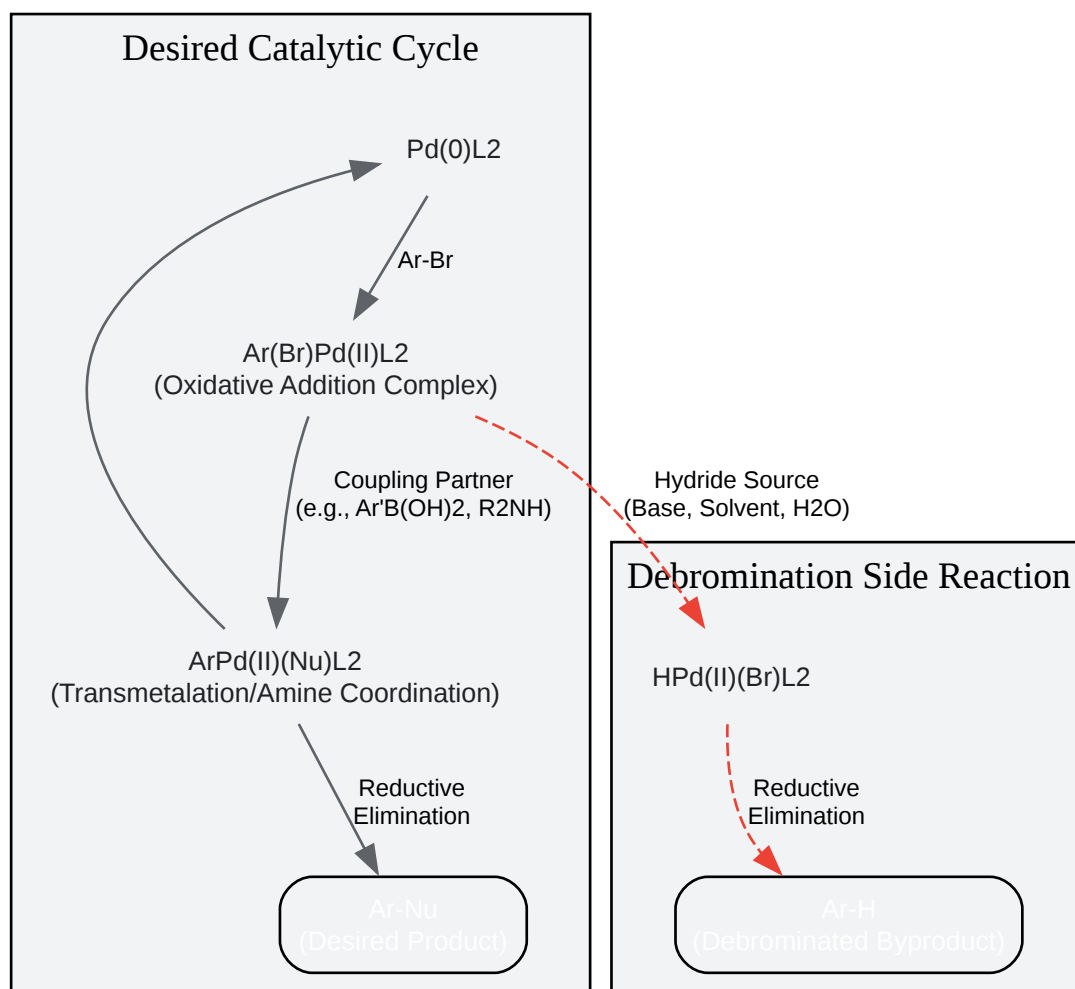 Desired Catalytic Cycle
Pd(0)L2
Ar-Br
Ar(Br)Pd(II)L2
(Oxidative Addition Complex)
Coupling Partner
(e.g., Ar'B(OH)2, R2NH)
ArPd(II)(Nu)L2
(Transmetalation/Amine Coordination)
Reductive
Elimination
Ar-Nu
(Desired Product)
Hydride Source
(Base, Solvent, H2O)
Debromination Side Reaction
HPd(II)(Br)L2
Reductive
Elimination
Ar-H
(Debrominated Byproduct)